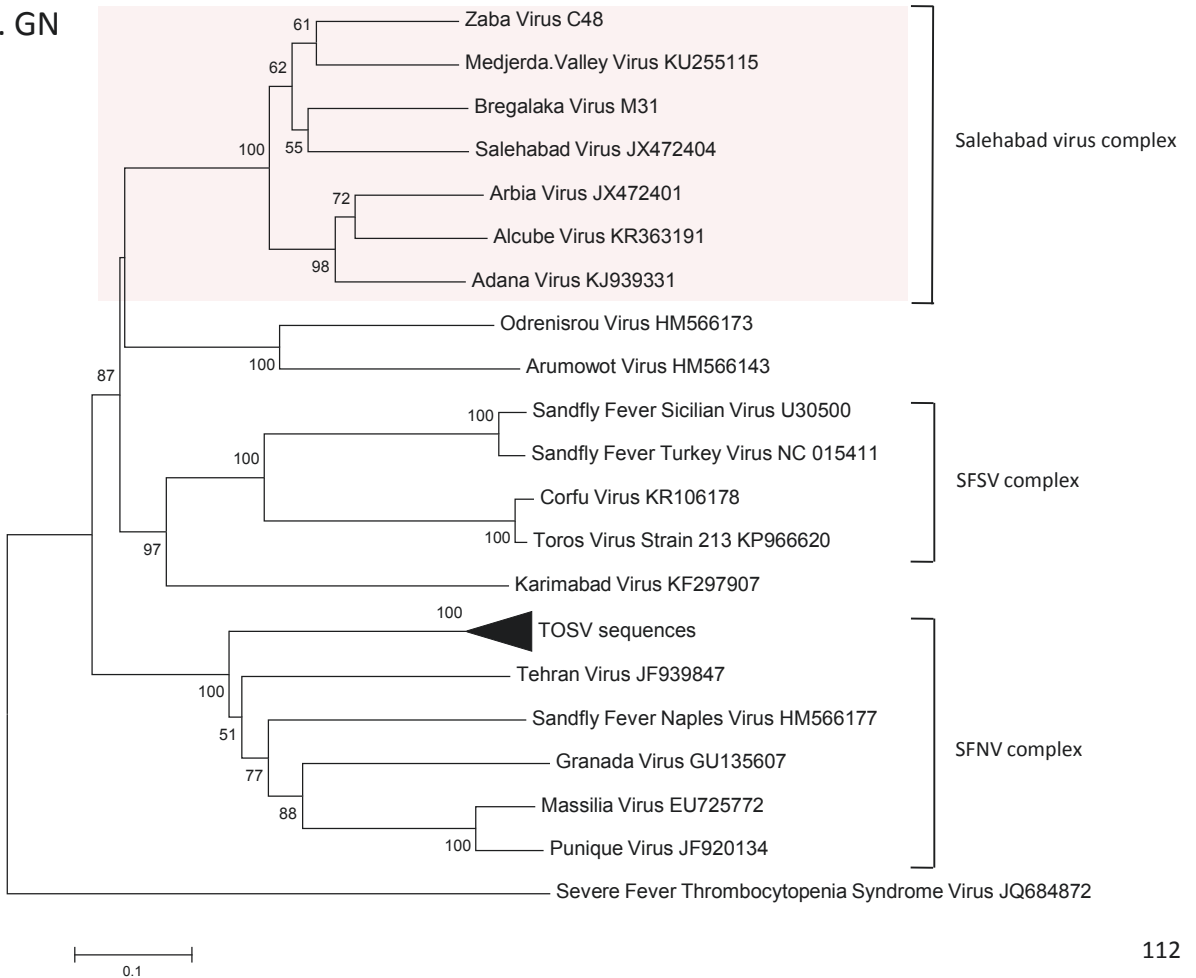 . GN
61
Zaba Virus C48
62
Medjerda.Valley Virus KU255115
Bregalaka Virus M31
100
55
Salehabad Virus JX472404
Salehabad virus complex
72
Arbia Virus JX472401
Alcube Virus KR363191
98
Adana Virus KJ939331
Odrenisrou Virus HM566173
100
Arumowot Virus HM566143
87
100
Sandfly Fever Sicilian Virus U30500
100
Sandfly Fever Turkey Virus NC 015411
SFSV complex
Corfu Virus KR106178
100
Toros Virus Strain 213 KP966620
97
Karimabad Virus KF297907
100
TOSV sequences
100
Tehran Virus JF939847
51
Sandfly Fever Naples Virus HM566177
SFNV complex
77
Granada Virus GU135607
88
Massilia Virus EU725772
100
Punique Virus JF920134
Severe Fever Thrombocytopenia Syndrome Virus JQ684872
0.1
112